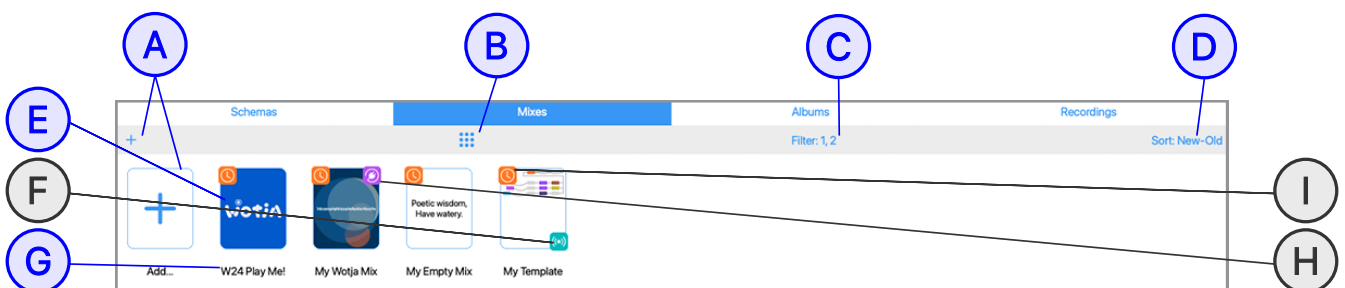 A
B
C
D
E
Schemas
Mixes
Albums
Recordings
Filter: 1, 2
Sort: New-Old
F
I
wotja
Poetic wisdom,
Have watery.
G
H
Add...
W24 Play Me!
My Wotja Mix
My Empty Mix
My Template